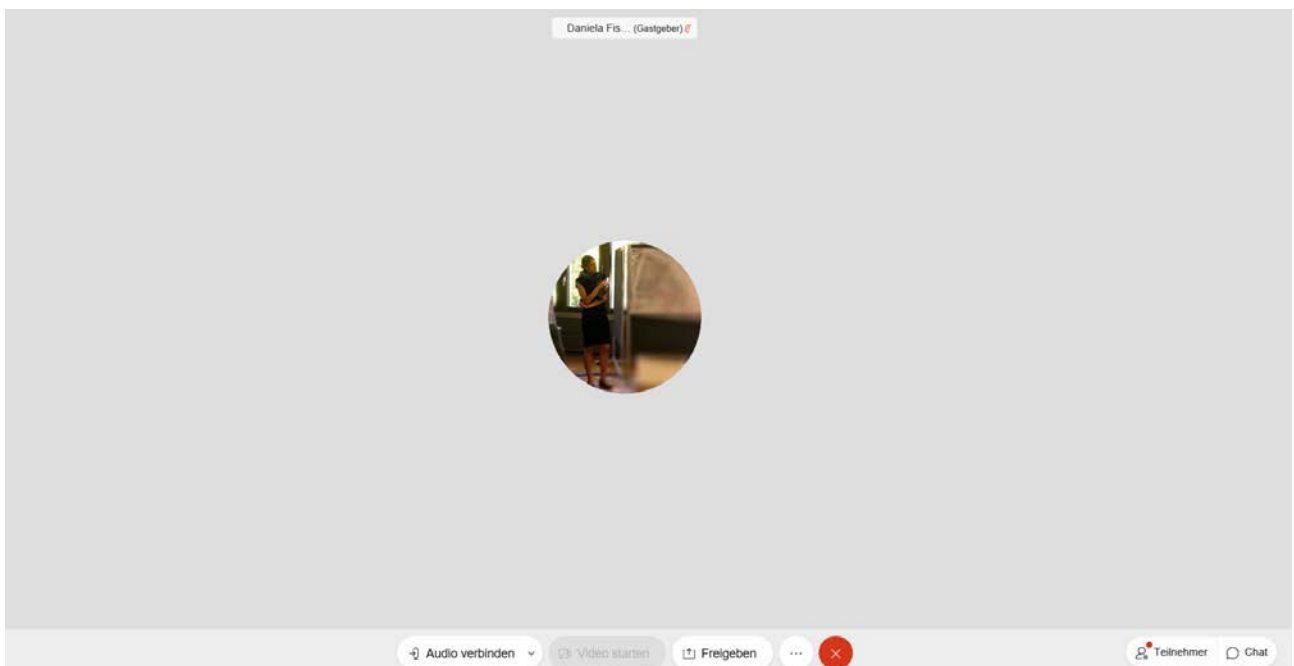 Daniela Fis... (Gastgeber)
Audio verbinden
Video starten
Freigeben
Teilnehmer
Chat